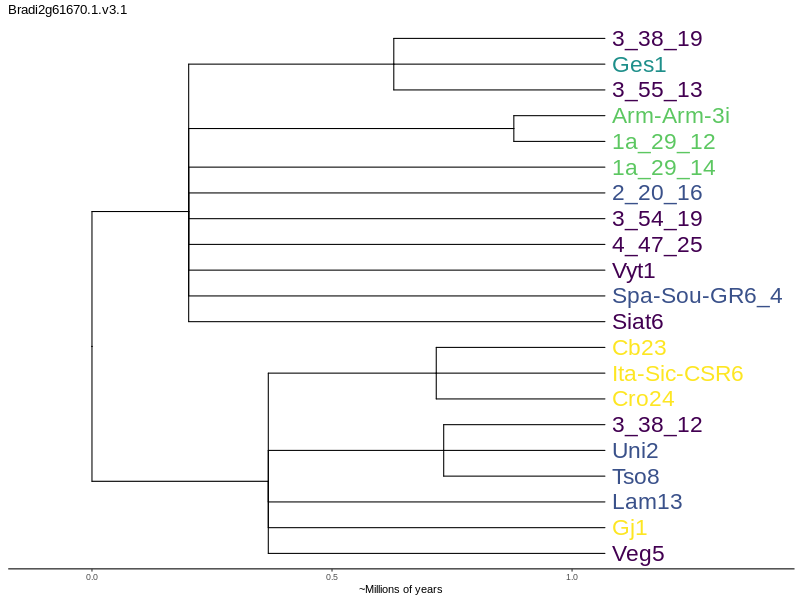 Bradi2g61670.1.v3.1
3_38_19
Ges1
3_55_13
Arm-Arm-3i
1a_29_12
1a_29_14
2_20_16
3_54_19
4_47_25
Vyt1
Spa-Sou-GR6_4
Siat6
Cb23
Ita-Sic-CSR6
Cro24
3_38_12
Uni2
Tso8
Lam13
Gj1
Veg5
0.0 0.5 1.0
~Millions of years